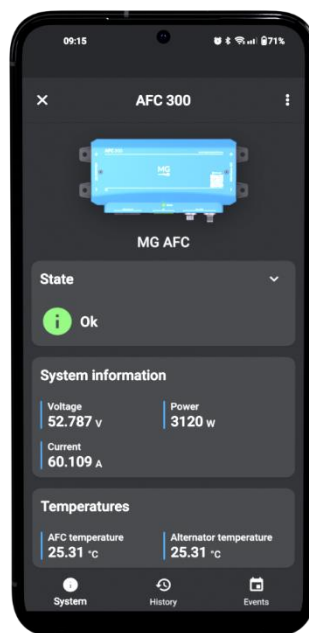 09:15
71%
AFC 300
MG
MG AFC
State
Ok
System information
Voltage
Power
52.787 V
3120 W
Current
60.109 A
Temperatures
AFC temperature
Alternator temperature
25.31 °C
25.31 °C
System
History
Events